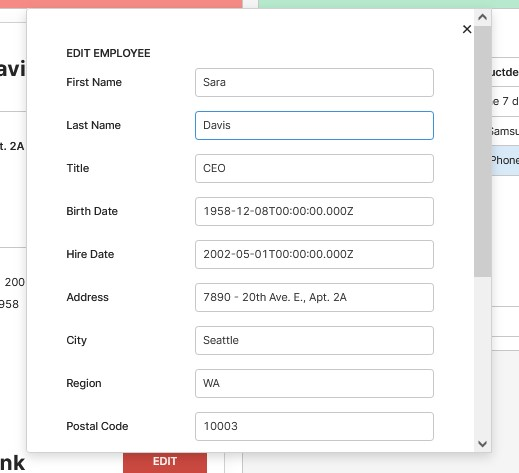 ×
EDIT EMPLOYEE
First Name Sara
Last Name Davis
Title CEO
Birth Date 1958-12-08T00:00:00.000Z
Hire Date 2002-05-01T00:00:00.000Z
Address 7890 - 20th Ave. E., Apt. 2A
City Seattle
Region WA
Postal Code 10003
avi
t. 2A
200
958
nk
EDIT
uctde
e 7 d
Samsu
Phone